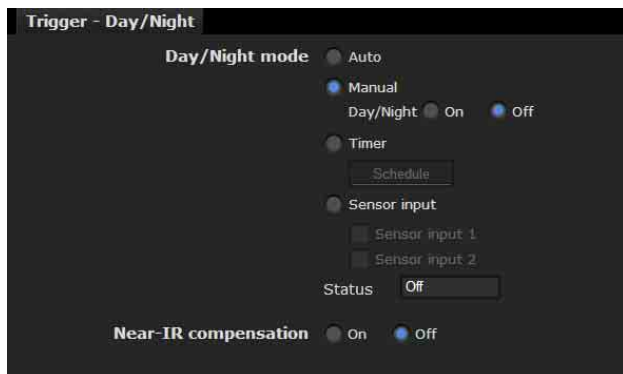 Trigger - Day/Night
Day/Night mode Auto
Manual
Day/Night On Off
Timer
Schedule
Sensor input
Sensor input 1
Sensor input 2
Status Off
Near-IR compensation On Off